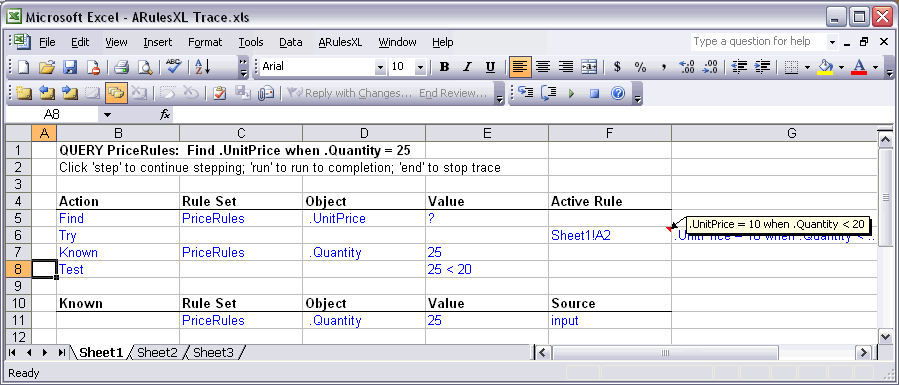 Microsoft Excel - ARulesXL Trace.xls
File Edit View Insert Format Tools Data ARulesXL Window Help Type a question for help
Arial 10 B I U $ % ,
Reply with Changes... End Review...
A8 fx
A B C D E F G
1 QUERY PriceRules: Find .UnitPrice when .Quantity = 25
2 Click 'step' to continue stepping; 'run' to run to completion; 'end' to stop trace
3
4 Action Rule Set Object Value Active Rule
5 Find PriceRules .UnitPrice ?
.UnitPrice = 10 when .Quantity < 20
6 Try Sheet1!A2 .UnitPrice = 10 when .Quantity < ...
7 Known PriceRules .Quantity 25
8 Test 25 < 20
9
10 Known Rule Set Object Value Source
11 PriceRules .Quantity 25 input
12
Sheet1 Sheet2 Sheet3
Ready